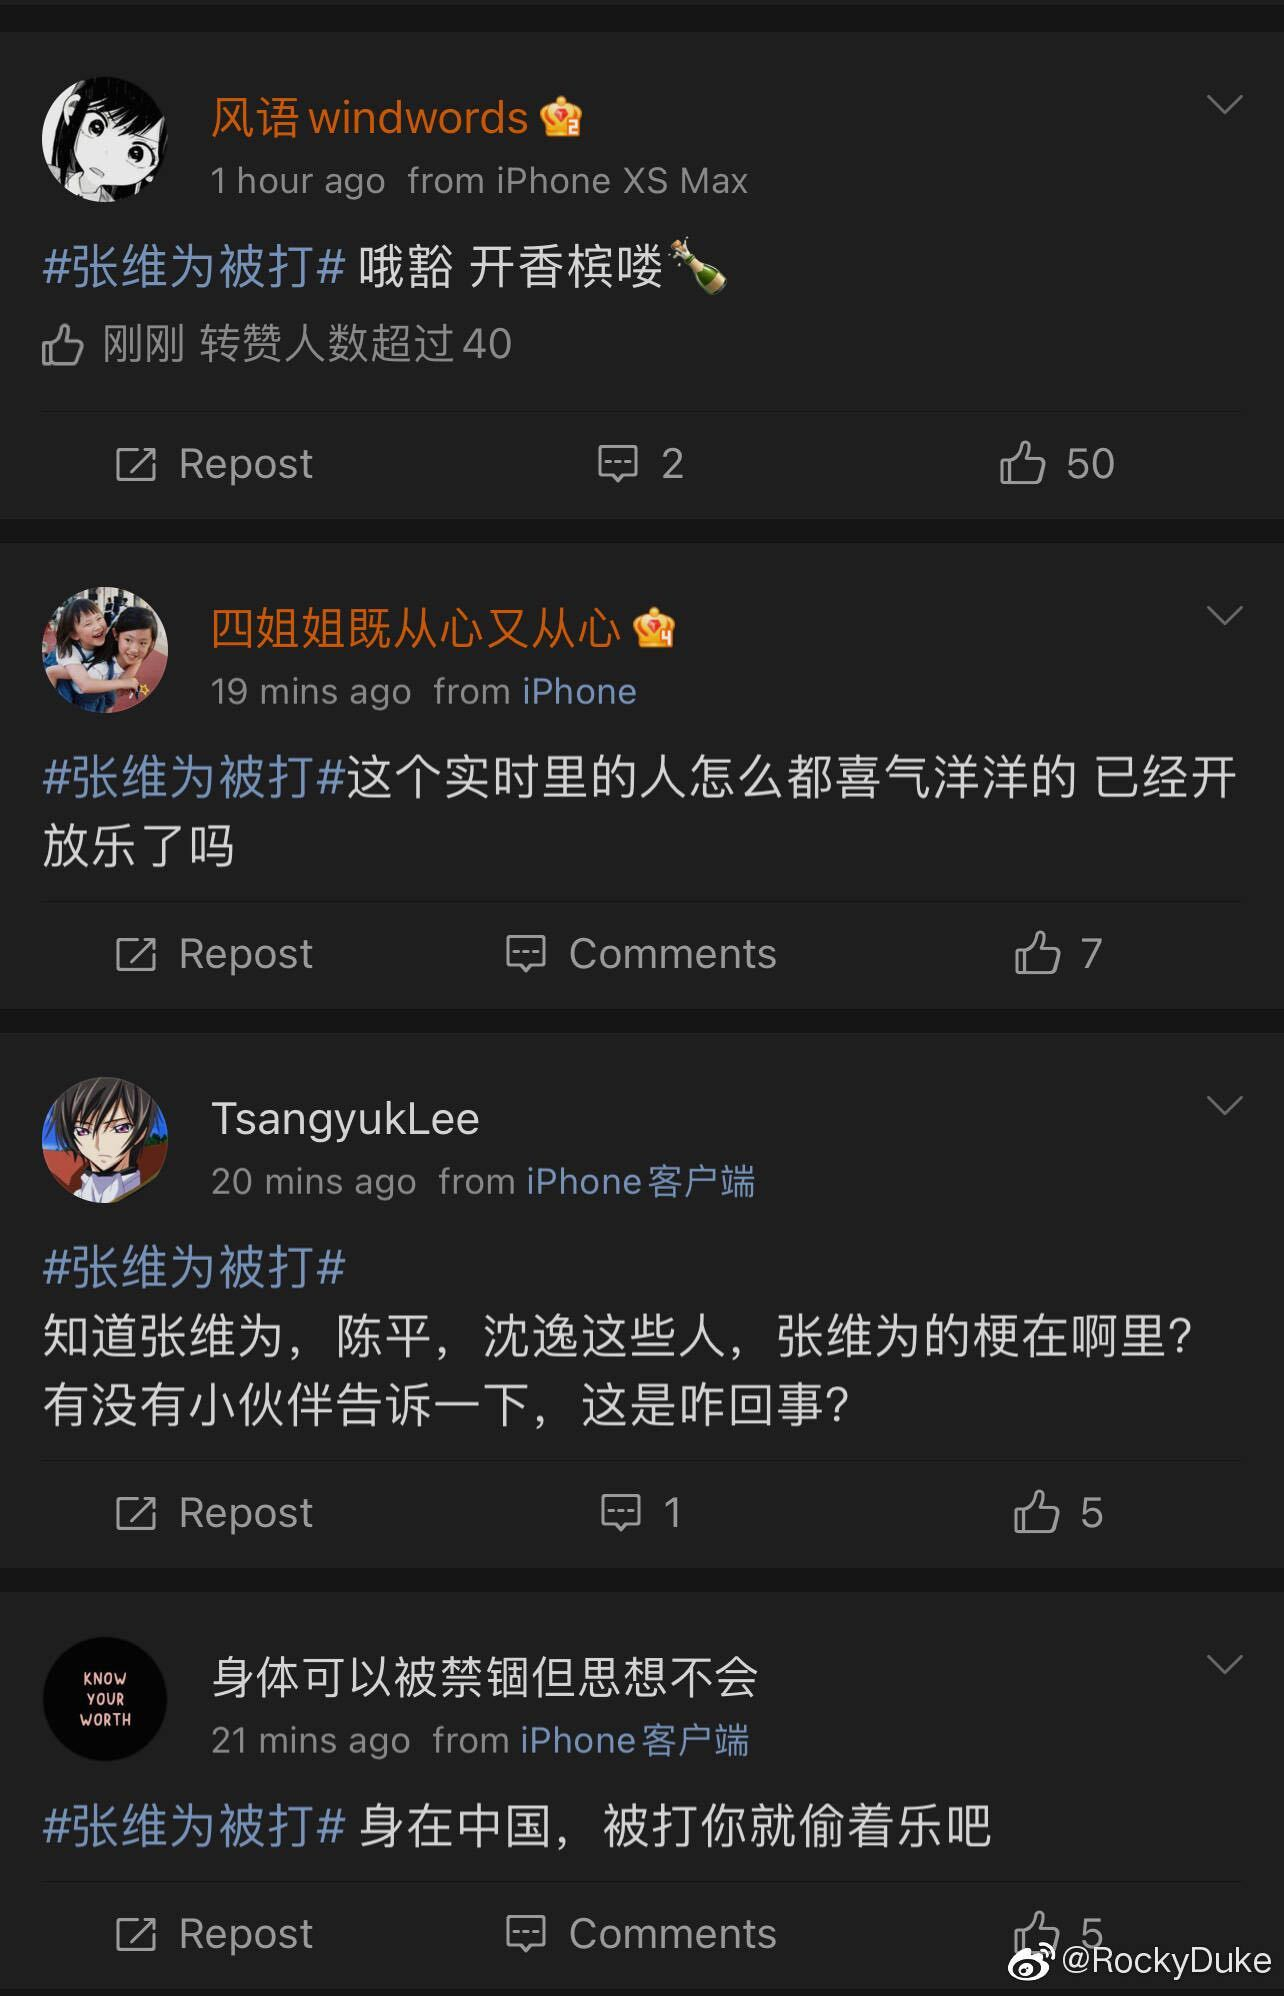 风语windwords
2
1 hour ago from iPhone XS Max
#张维为被打# 哦豁 开香槟喽
刚刚 转赞人数超过40
Repost 2 50
四姐姐既从心又从心
4
19 mins ago from iPhone
#张维为被打#这个实时里的人怎么都喜气洋洋的 已经开
放乐了吗
Repost Comments 7
TsangyukLee
20 mins ago from iPhone客户端
#张维为被打#
知道张维为，陈平，沈逸这些人，张维为的梗在啊里?
有没有小伙伴告诉一下，这是咋回事?
Repost 1 5
KNOW
YOUR
WORTH
身体可以被禁锢但思想不会
21 mins ago from iPhone客户端
#张维为被打# 身在中国，被打你就偷着乐吧
Repost Comments 5
@RockyDuke